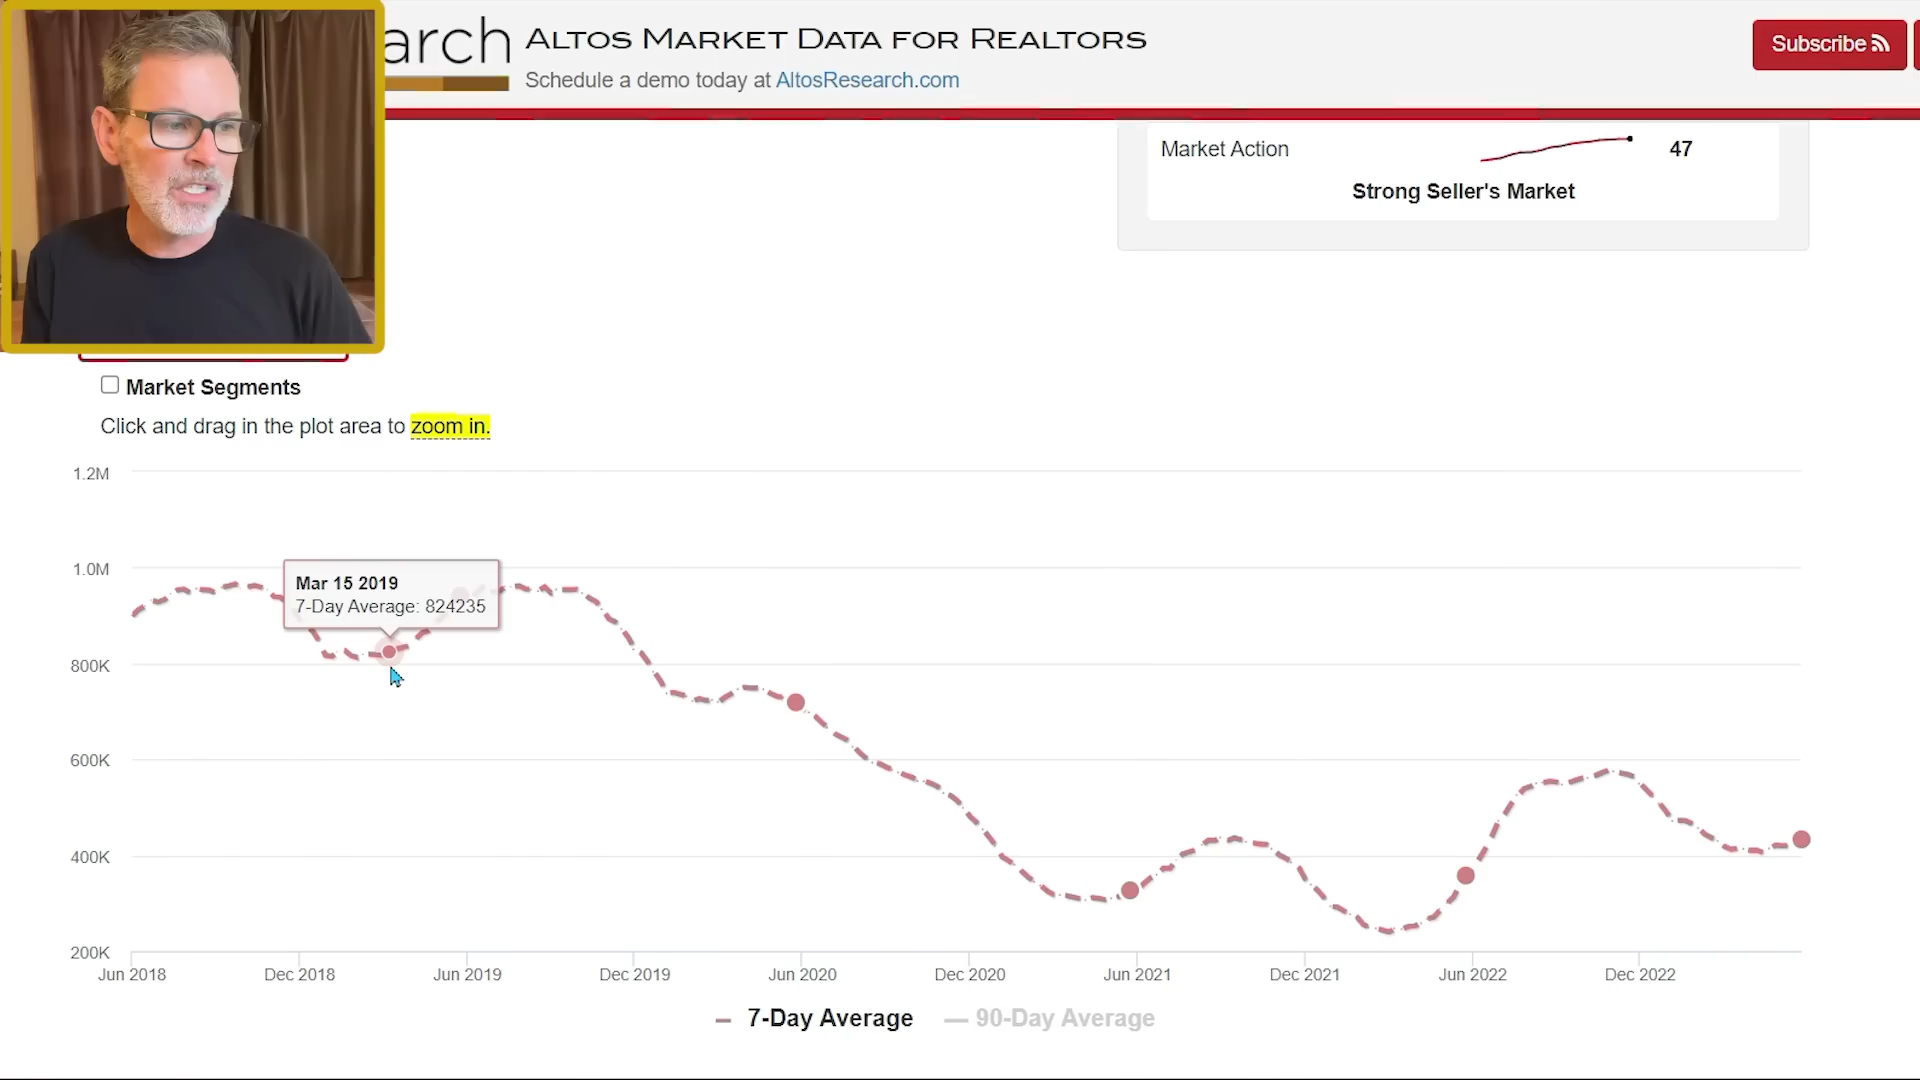 arch
ALTOS MARKET DATA FOR REALTORS
Schedule a demo today at AltosResearch.com
Subscribe
Market Action 47
Strong Seller's Market
Market Segments
Click and drag in the plot area to zoom in.
1.2M
1.0M
800K
600K
400K
200K
Mar 15 2019
7-Day Average: 824235
Jun 2018 Dec 2018 Jun 2019 Dec 2019 Jun 2020 Dec 2020 Jun 2021 Dec 2021 Jun 2022 Dec 2022
7-Day Average 90-Day Average